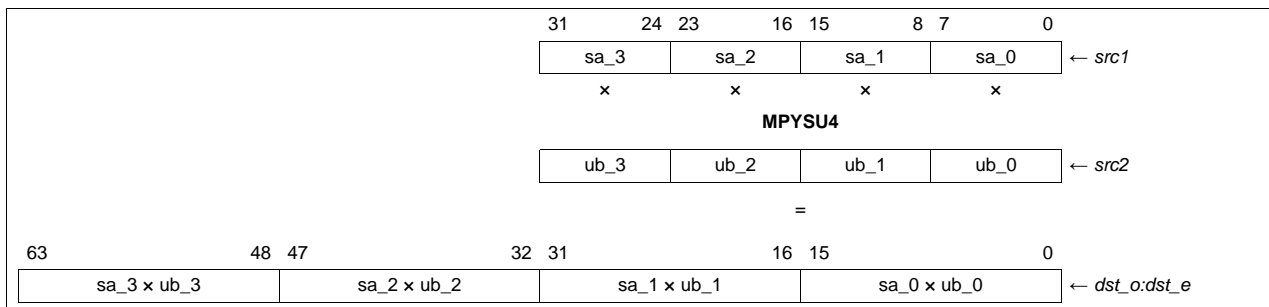 31 24 23 16 15 8 7 0
sa_3 sa_2 sa_1 sa_0 ← src1
× × × ×
MPYSU4
ub_3 ub_2 ub_1 ub_0 ← src2
=
63 48 47 32 31 16 15 0
sa_3 × ub_3 sa_2 × ub_2 sa_1 × ub_1 sa_0 × ub_0 ← dst_o:dst_e